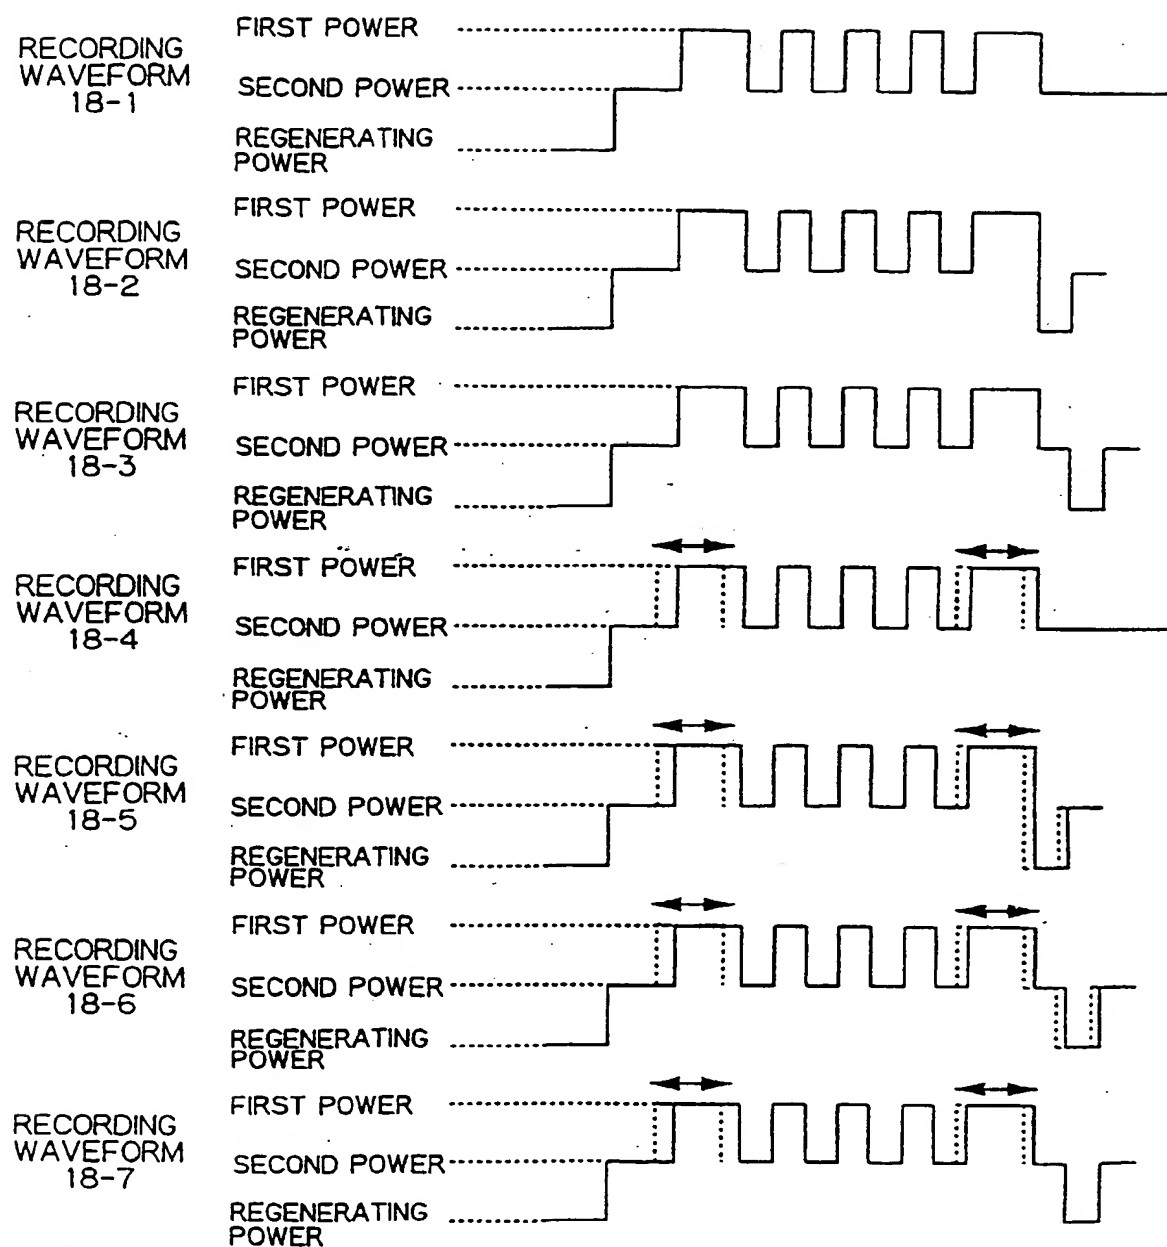 RECORDING
WAVEFORM
18-1
FIRST POWER
SECOND POWER
REGENERATING
POWER
RECORDING
WAVEFORM
18-2
FIRST POWER
SECOND POWER
REGENERATING
POWER
RECORDING
WAVEFORM
18-3
FIRST POWER
SECOND POWER
REGENERATING
POWER
RECORDING
WAVEFORM
18-4
FIRST POWER
SECOND POWER
REGENERATING
POWER
RECORDING
WAVEFORM
18-5
FIRST POWER
SECOND POWER
REGENERATING
POWER
RECORDING
WAVEFORM
18-6
FIRST POWER
SECOND POWER
REGENERATING
POWER
RECORDING
WAVEFORM
18-7
FIRST POWER
SECOND POWER
REGENERATING
POWER